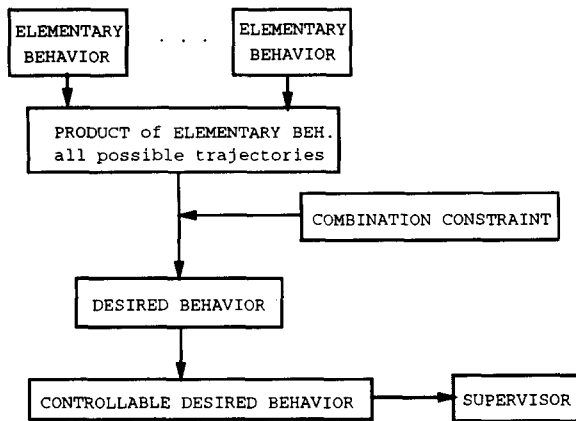 ELEMENTARY
BEHAVIOR
. . .
ELEMENTARY
BEHAVIOR
PRODUCT of ELEMENTARY BEH.
all possible trajectories
COMBINATION CONSTRAINT
DESIRED BEHAVIOR
CONTROLLABLE DESIRED BEHAVIOR
SUPERVISOR